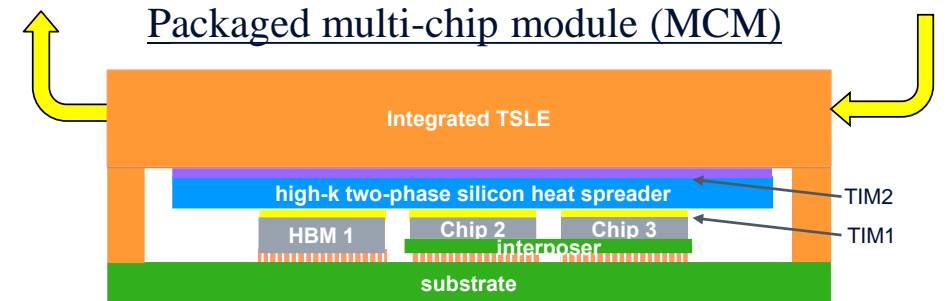 Packaged multi-chip module (MCM)
Integrated TSLE
high-k two-phase silicon heat spreader
TIM2
HBM 1
Chip 2
Chip 3
TIM1
interposer
substrate